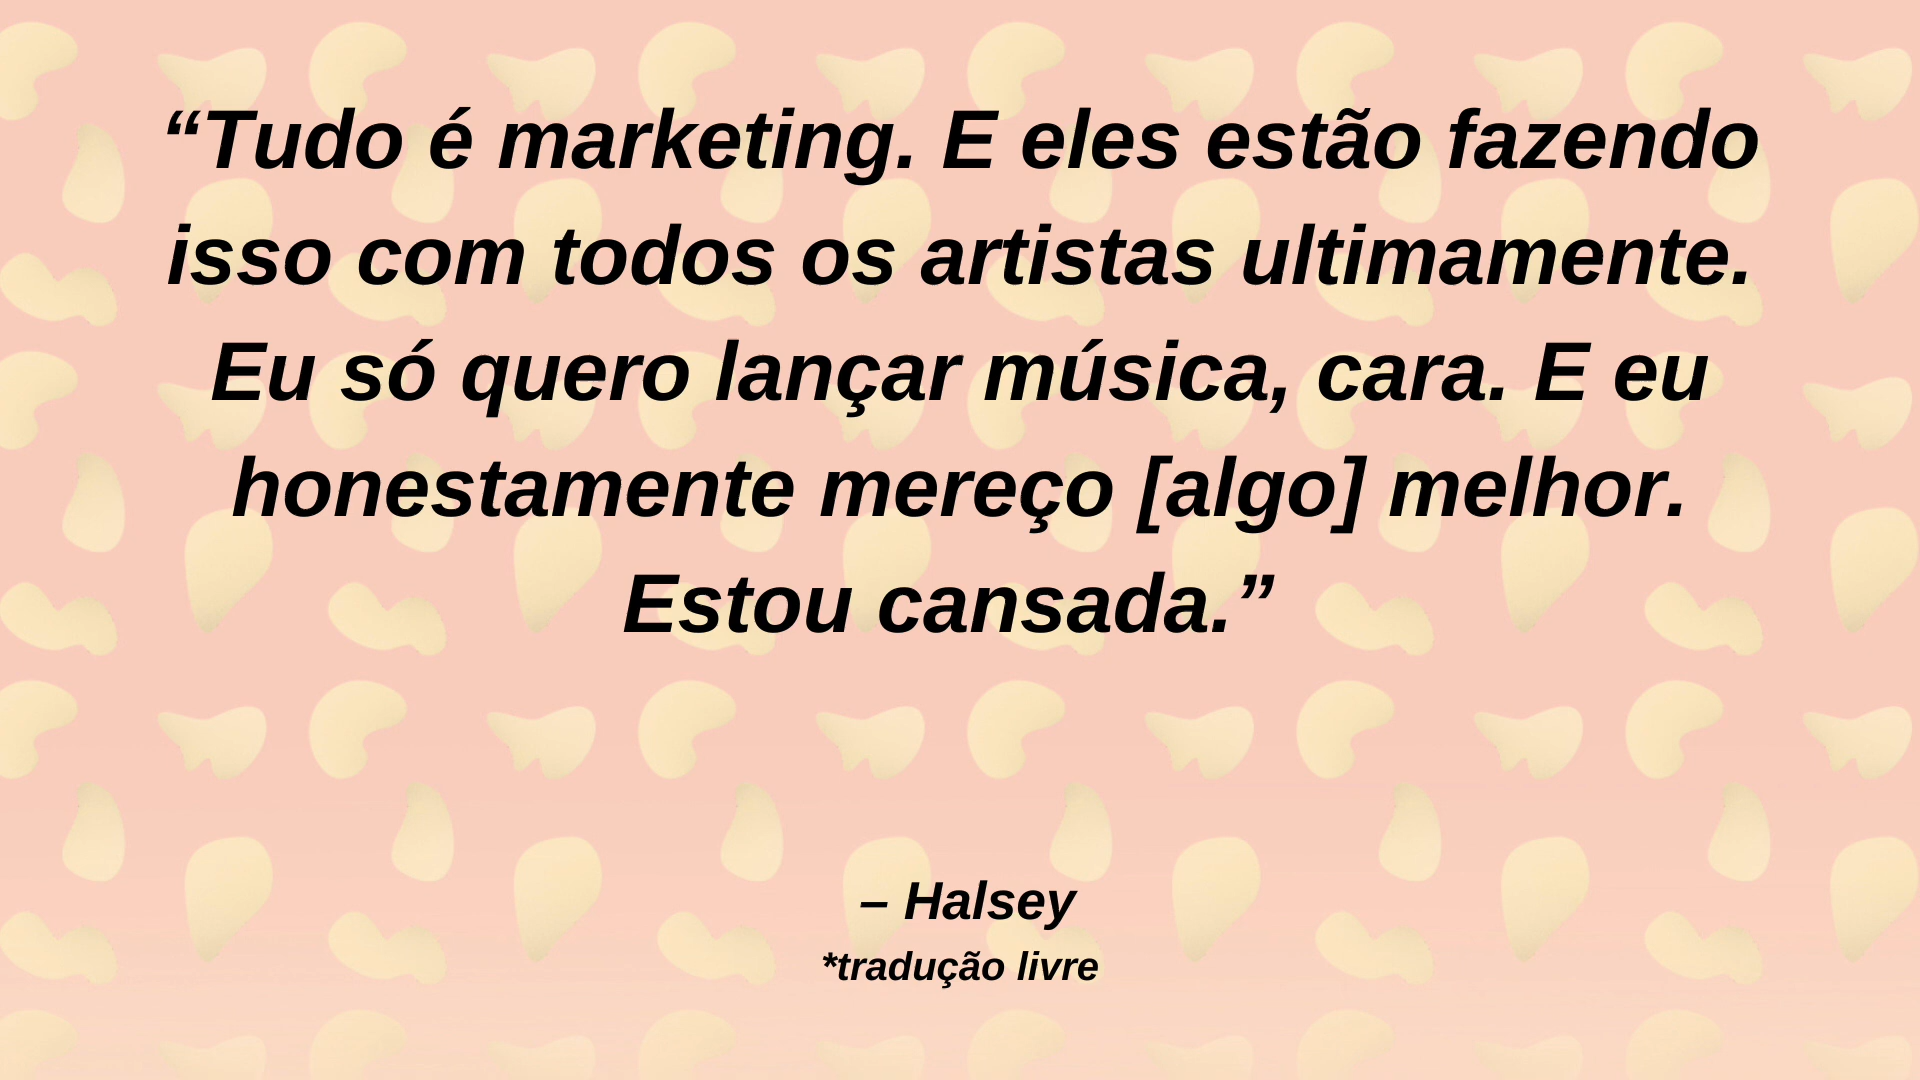 “Tudo é marketing. E eles estão fazendo
isso com todos os artistas ultimamente.
Eu só quero lançar música, cara. E eu
honestamente mereço [algo] melhor.
Estou cansada.”
– Halsey
*tradução livre